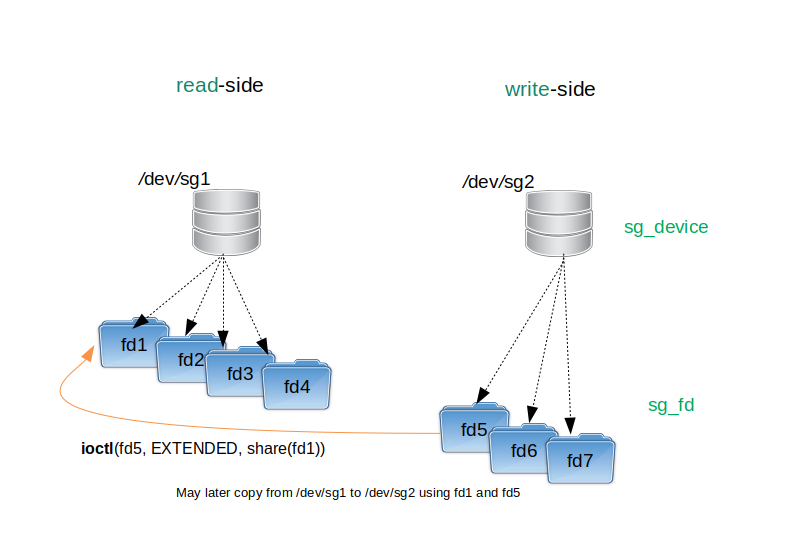 read-side
write-side
/dev/sg1
/dev/sg2
sg_device
fd1
fd2
fd3
fd4
sg_fd
fd5
fd6
fd7
ioctl(fd5, EXTENDED, share(fd1))
May later copy from /dev/sg1 to /dev/sg2 using fd1 and fd5